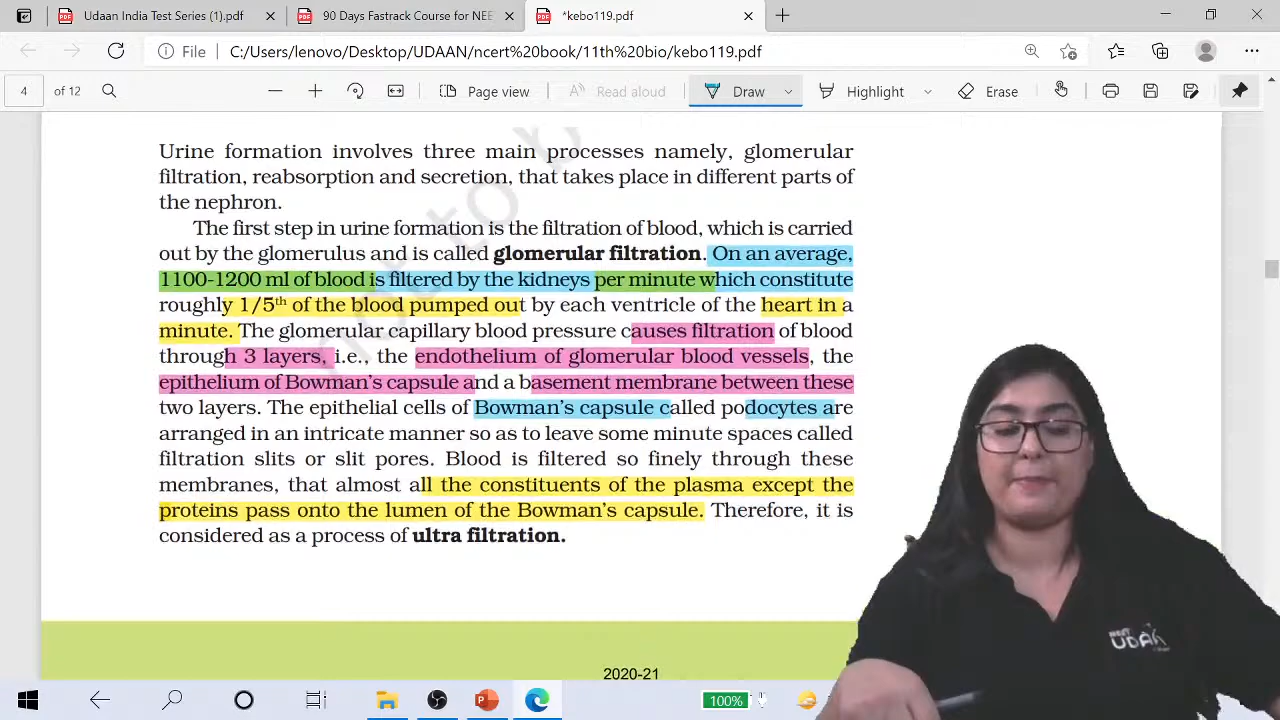 Udaan India Test Series (1).pdf
90 Days Fastrack Course for NEE
*kebo119.pdf
File
C:/Users/lenovo/Desktop/UDAAN/ncert%20book/11th%20bio/kebo119.pdf
4 of 12
Page view
Read aloud
Draw
Highlight
Erase
Urine formation involves three main processes namely, glomerular
filtration, reabsorption and secretion, that takes place in different parts of
the nephron.
The first step in urine formation is the filtration of blood, which is carried
out by the glomerulus and is called glomerular filtration. On an average,
1100-1200 ml of blood is filtered by the kidneys per minute which constitute
roughly 1/5th of the blood pumped out by each ventricle of the heart in a
minute. The glomerular capillary blood pressure causes filtration of blood
through 3 layers, i.e., the endothelium of glomerular blood vessels, the
epithelium of Bowman's capsule and a basement membrane between these
two layers. The epithelial cells of Bowman's capsule called podocytes are
arranged in an intricate manner so as to leave some minute spaces called
filtration slits or slit pores. Blood is filtered so finely through these
membranes, that almost all the constituents of the plasma except the
proteins pass onto the lumen of the Bowman's capsule. Therefore, it is
considered as a process of ultra filtration.
not to b
2020-21
UDAAN
100%